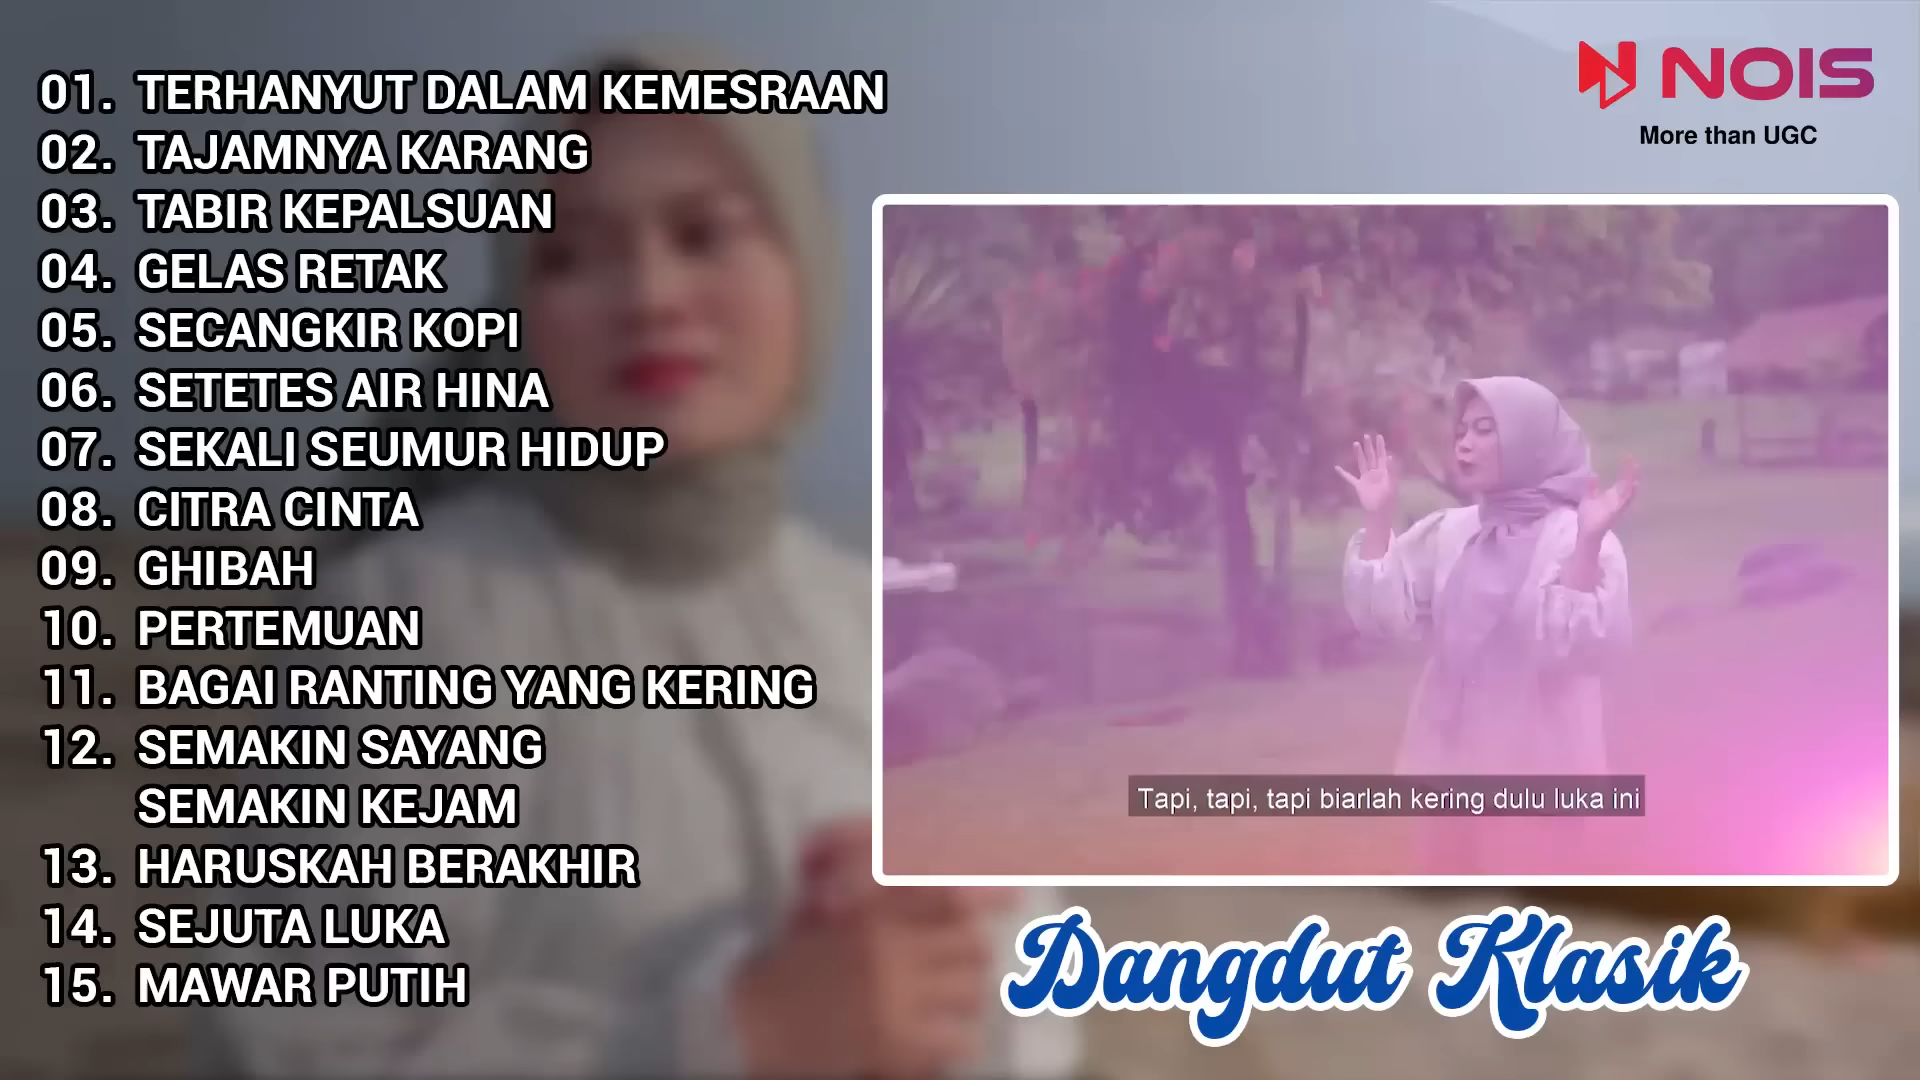 01. TERHANYUT DALAM KEMESRAAN
02. TAJAMNYA KARANG
03. TABIR KEPALSUAN
04. GELAS RETAK
05. SECANGKIR KOPI
06. SETETES AIR HINA
07. SEKALI SEUMUR HIDUP
08. CITRA CINTA
09. GHIBAH
10. PERTEMUAN
11. BAGAI RANTING YANG KERING
12. SEMAKIN SAYANG
SEMAKIN KEJAM
13. HARUSKAH BERAKHIR
14. SEJUTA LUKA
15. MAWAR PUTIH
NOIS
More than UGC
Tapi, tapi, tapi biarlah kering dulu luka ini
Dangdut Klasik